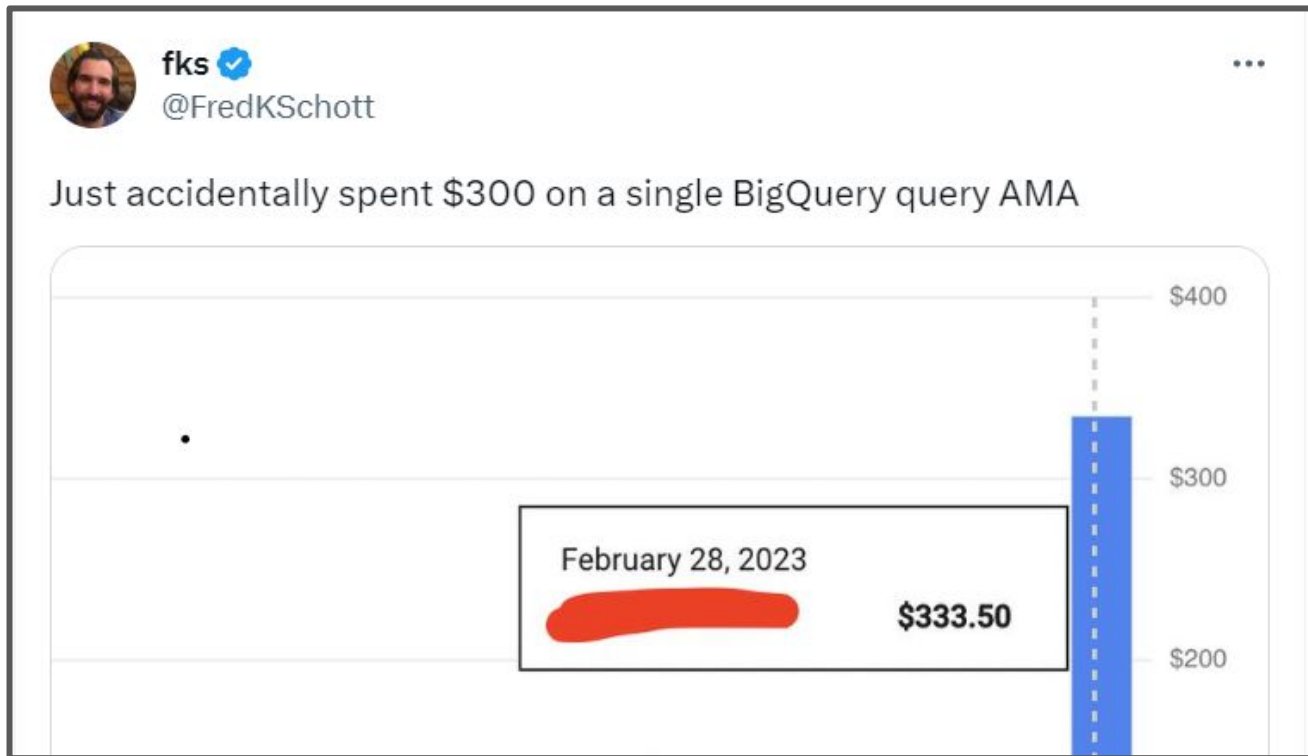 fks
@FredKSchott
Just accidentally spent $300 on a single BigQuery query AMA
$400
$300
February 28, 2023
$333.50
$200